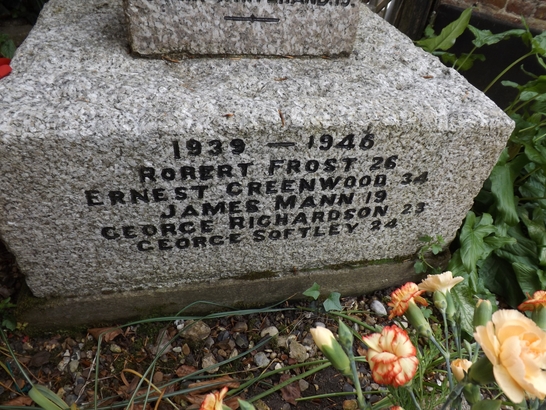 1939 — 1946
ROBERT FROST 26
ERNEST GREENWOOD 34
JAMES MANN 19
GEORGE RICHARDSON 23
GEORGE SOFTLEY 24